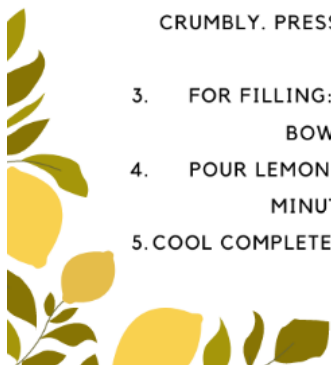 CRUMBLY. PRESS
3. FOR FILLING:
BOW
4. POUR LEMON
MINUT
5. COOL COMPLETE